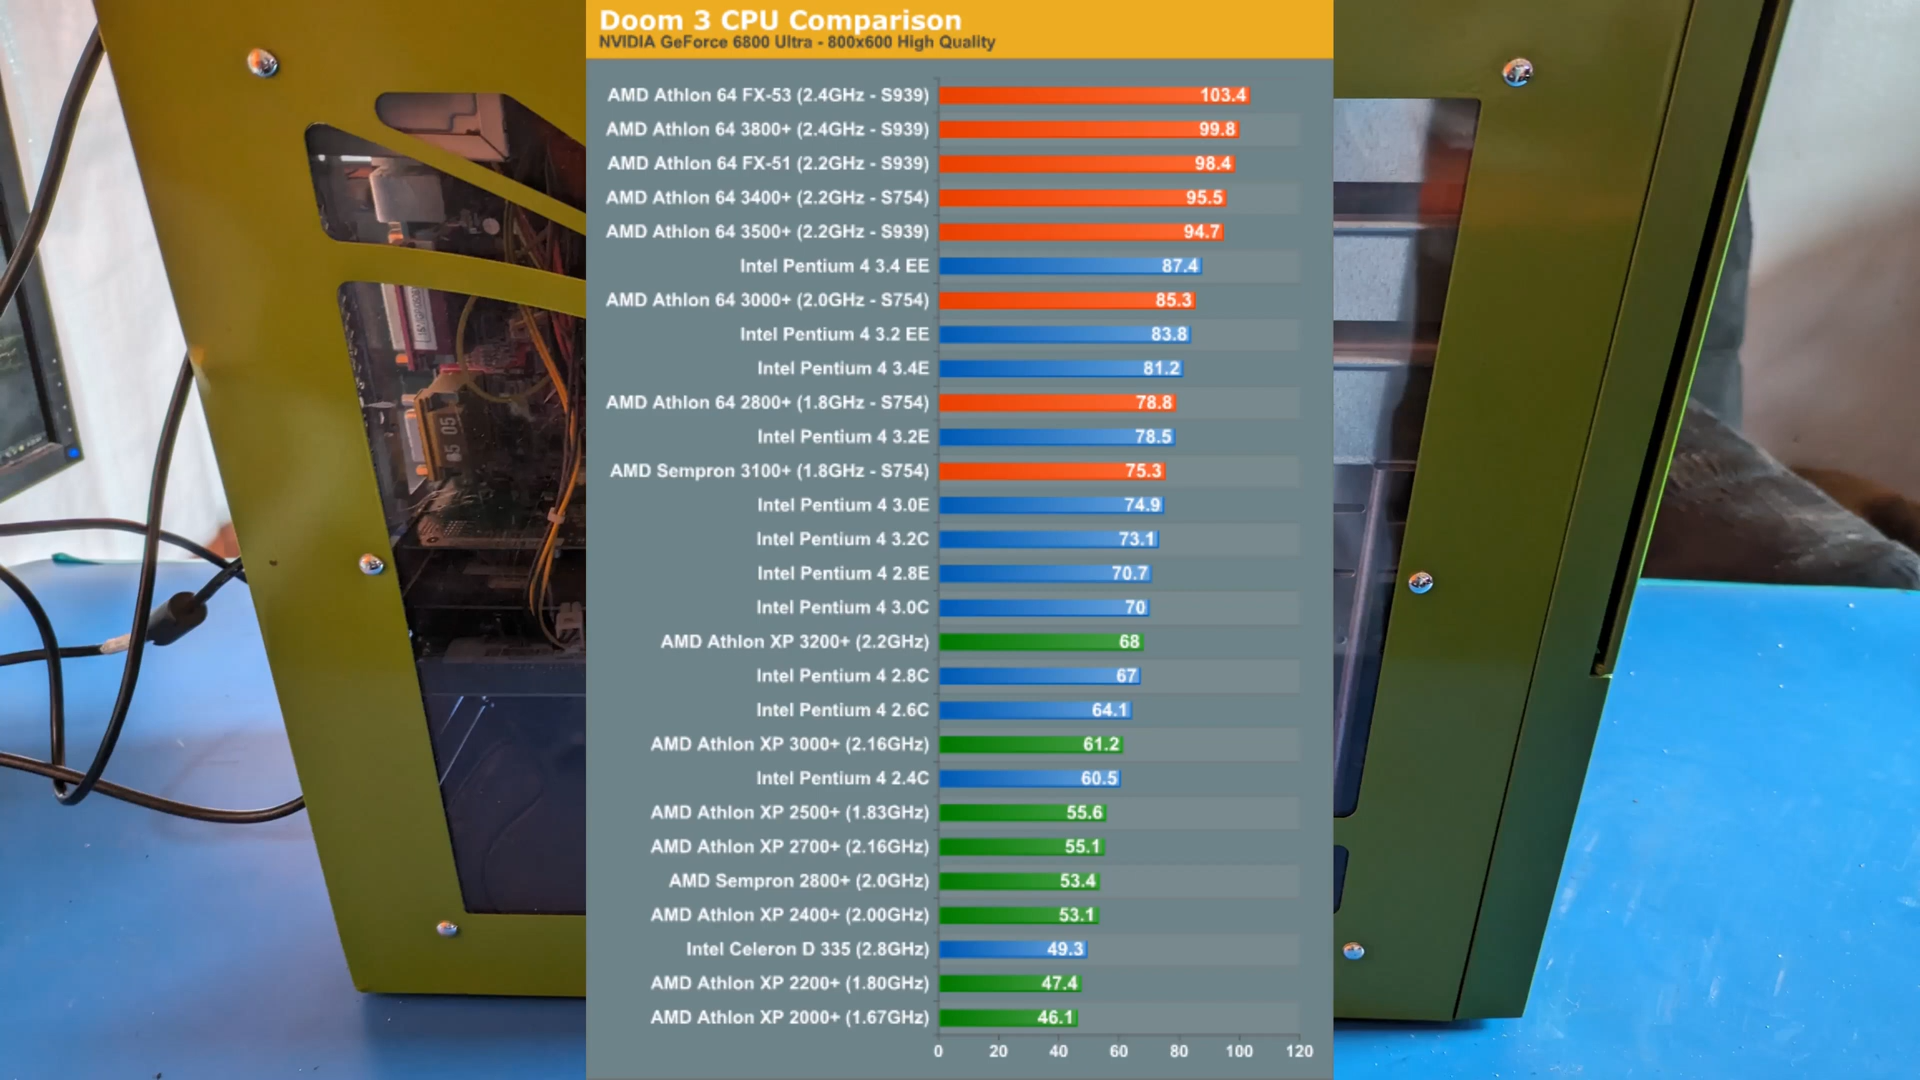 Doom 3 CPU Comparison
NVIDIA GeForce 6800 Ultra - 800x600 High Quality
AMD Athlon 64 FX-53 (2.4GHz - S939) 103.4
AMD Athlon 64 3800+ (2.4GHz - S939) 99.8
AMD Athlon 64 FX-51 (2.2GHz - S939) 98.4
AMD Athlon 64 3400+ (2.2GHz - S754) 95.5
AMD Athlon 64 3500+ (2.2GHz - S939) 94.7
Intel Pentium 4 3.4 EE 87.4
AMD Athlon 64 3000+ (2.0GHz - S754) 85.3
Intel Pentium 4 3.2 EE 83.8
Intel Pentium 4 3.4E 81.2
AMD Athlon 64 2800+ (1.8GHz - S754) 78.8
Intel Pentium 4 3.2E 78.5
AMD Sempron 3100+ (1.8GHz - S754) 75.3
Intel Pentium 4 3.0E 74.9
Intel Pentium 4 3.2C 73.1
Intel Pentium 4 2.8E 70.7
Intel Pentium 4 3.0C 70
AMD Athlon XP 3200+ (2.2GHz) 68
Intel Pentium 4 2.8C 67
Intel Pentium 4 2.6C 64.1
AMD Athlon XP 3000+ (2.16GHz) 61.2
Intel Pentium 4 2.4C 60.5
AMD Athlon XP 2500+ (1.83GHz) 55.6
AMD Athlon XP 2700+ (2.16GHz) 55.1
AMD Sempron 2800+ (2.0GHz) 53.4
AMD Athlon XP 2400+ (2.00GHz) 53.1
Intel Celeron D 335 (2.8GHz) 49.3
AMD Athlon XP 2200+ (1.80GHz) 47.4
AMD Athlon XP 2000+ (1.67GHz) 46.1
0 20 40 60 80 100 120